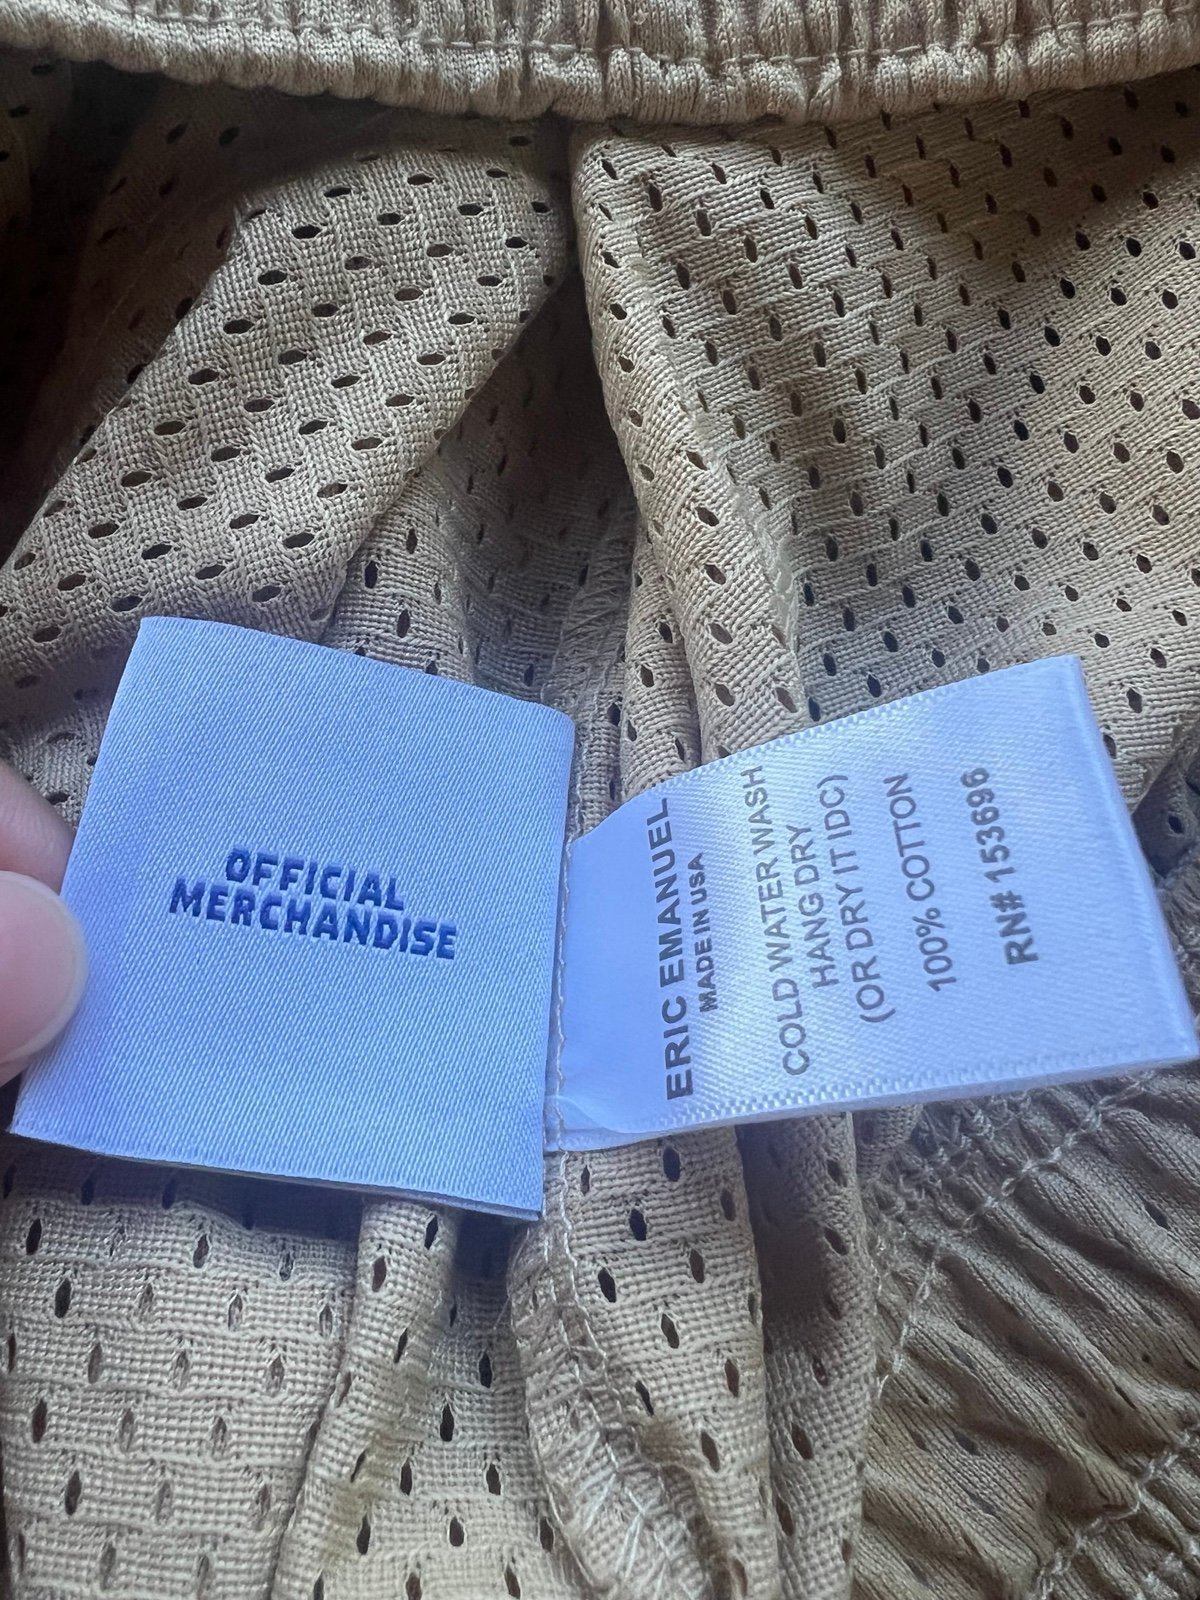 OFFICIAL
MERCHANDISE
ERIC EMANUEL
MADE IN USA
COLD WATER WASH
HANG DRY
(OR DRY IT IDC)
100% COTTON
RN# 153696